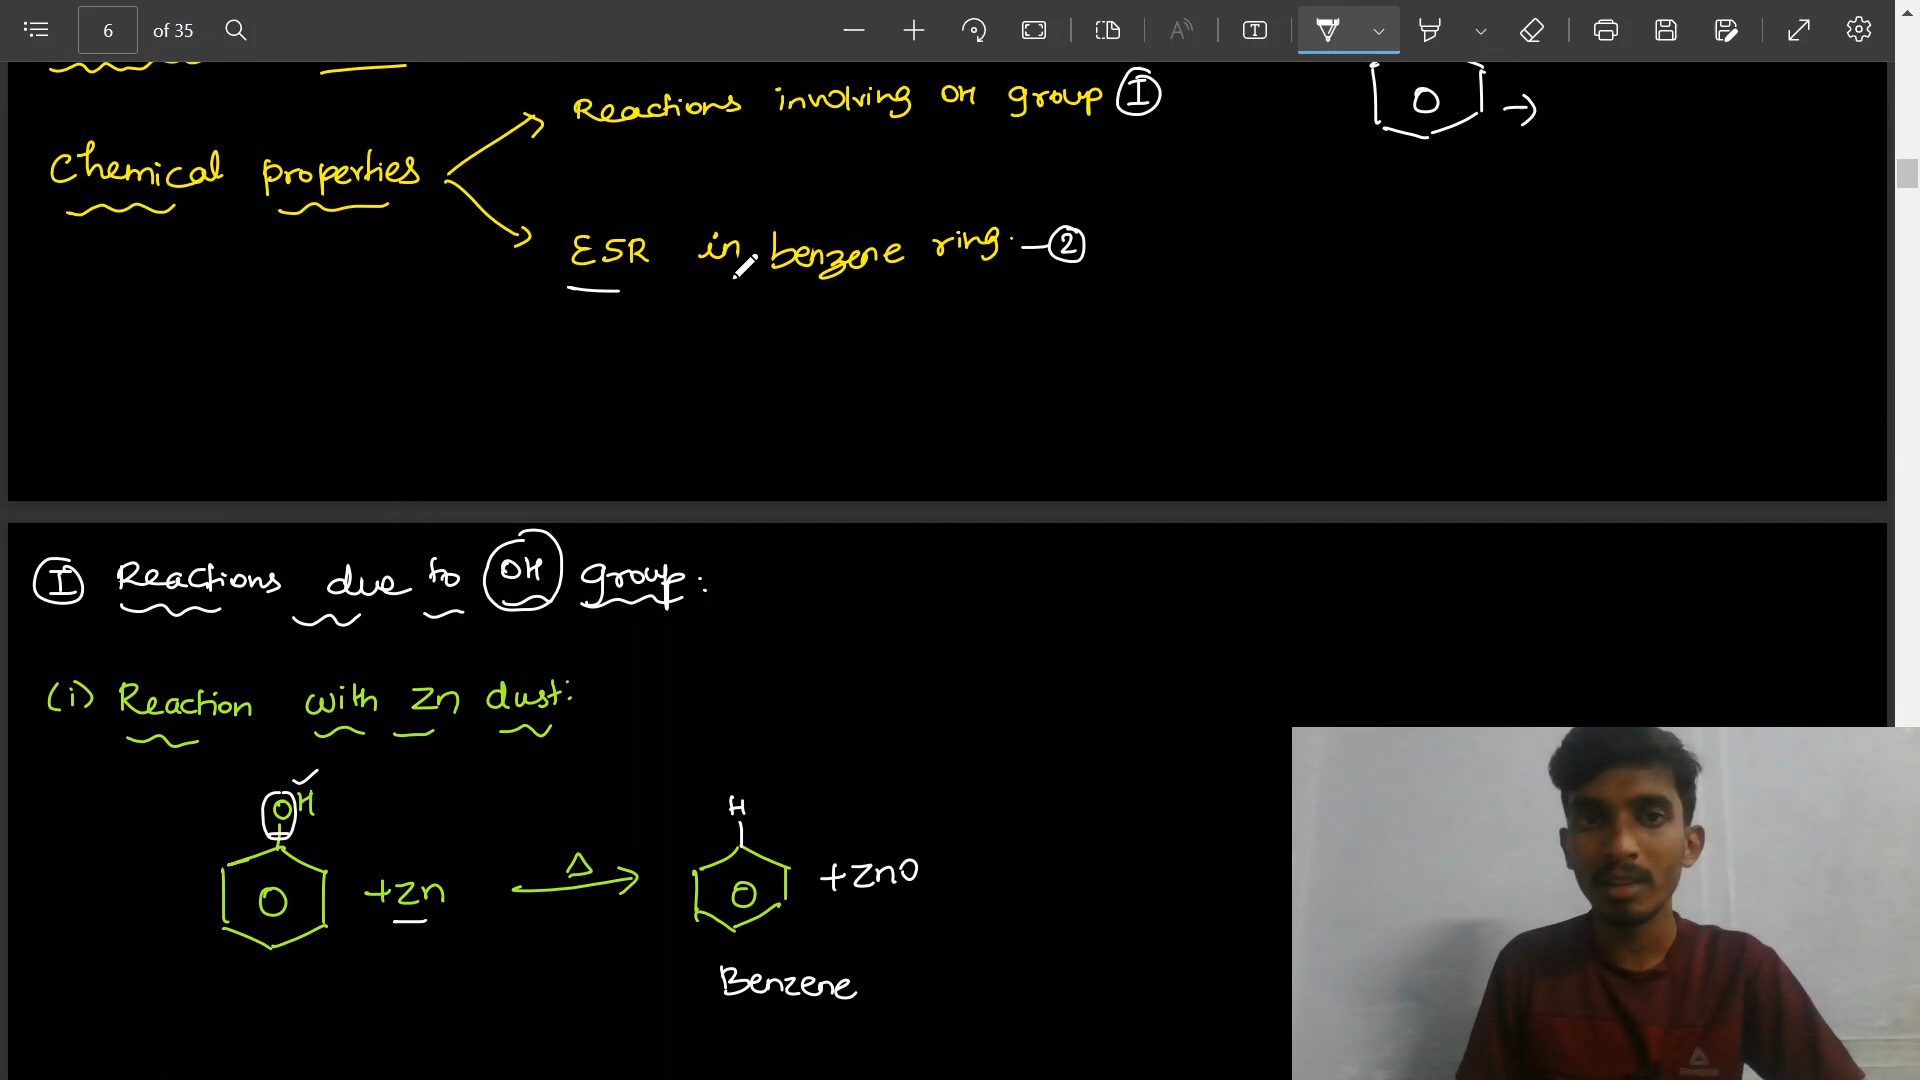 6 of 35
Reactions involving OH group I
Chemical properties
ESR in benzene ring. - 2
I Reactions due to OH group:
(i) Reaction with Zn dust:
OH
H
+Zn
Δ
+ZnO
Benzene